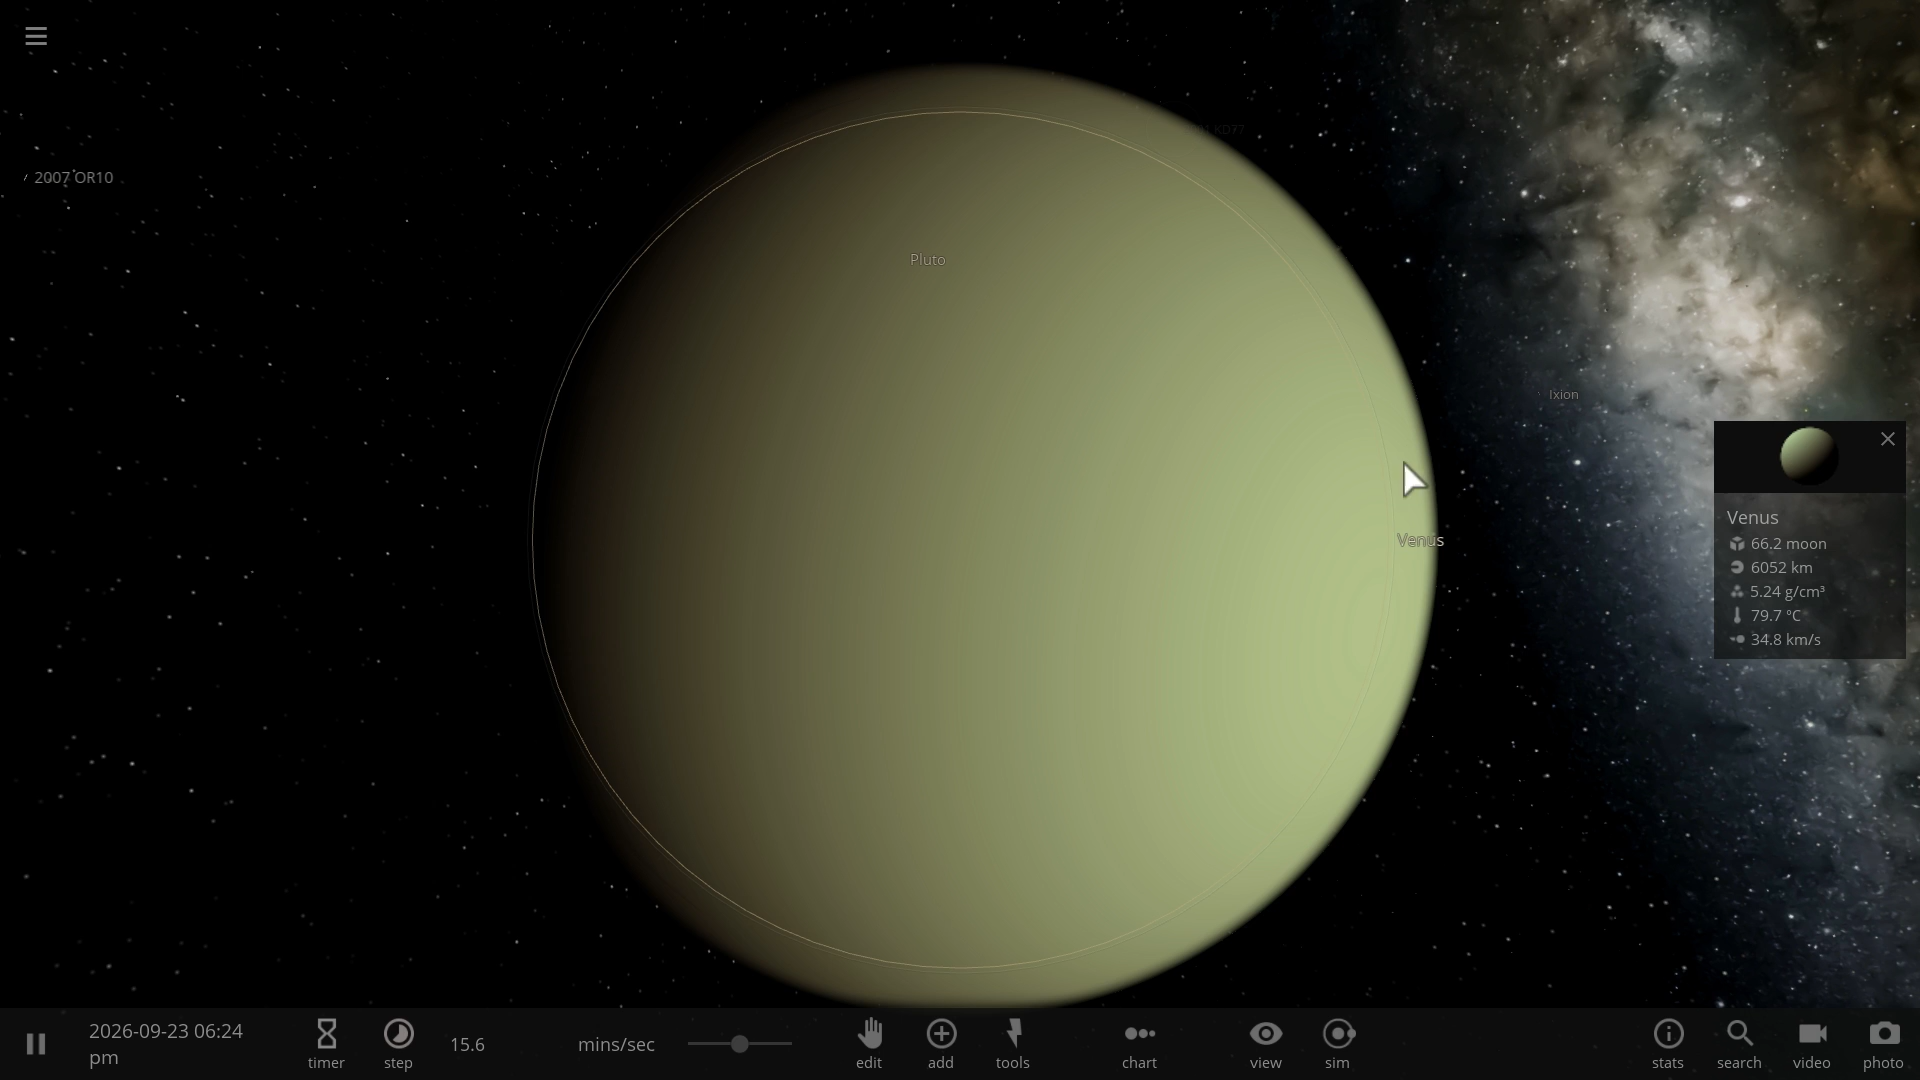 2007 OR10
KD77
Pluto
Ixion
Venus
Venus
66.2 moon
6052 km
5.24 g/cm³
79.7 °C
34.8 km/s
2026-09-23 06:24
pm
timer
step
15.6
mins/sec
edit
add
tools
chart
view
sim
stats
search
video
photo